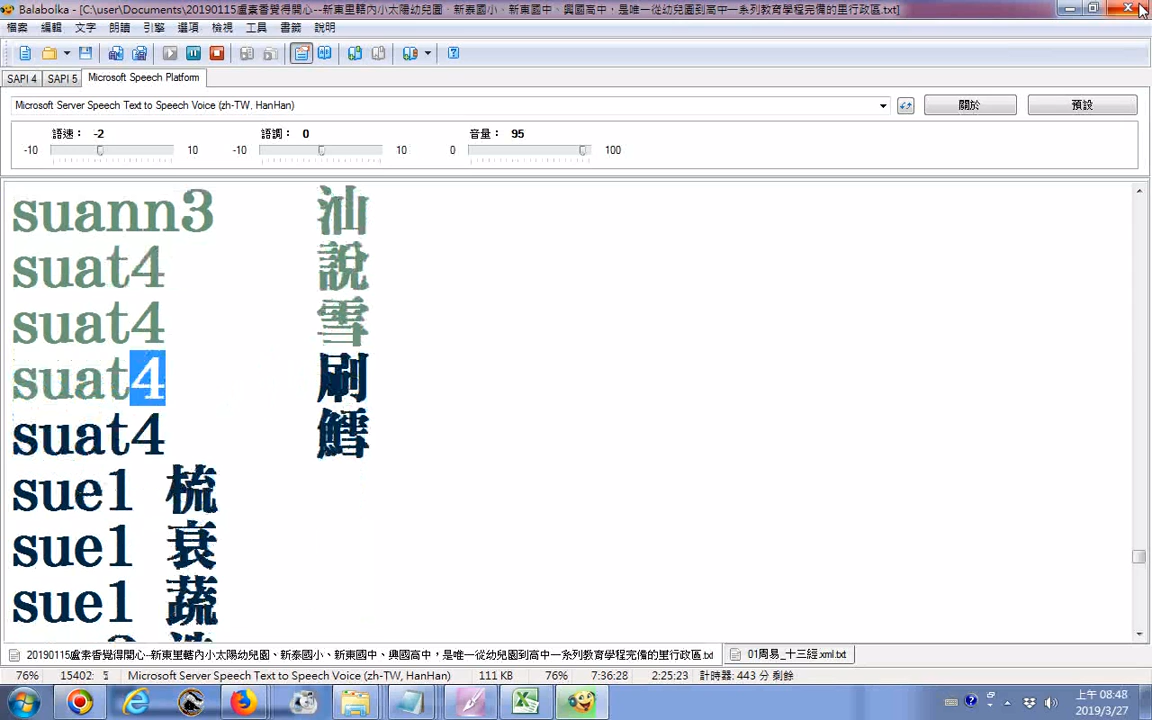 Balabolka - [C:\user\Documents\20190115盧素香覺得開心--新東里轄內小太陽幼兒園、新泰國小、新東國中、興國高中，是唯一從幼兒園到高中一系列教育學程完備的里行政區.txt]
檔案 編輯 文字 朗讀 引擎 選項 檢視 工具 書籤 說明
SAPI 4 SAPI 5 Microsoft Speech Platform
Microsoft Server Speech Text to Speech Voice (zh-TW, HanHan) 關於 預設
語速： -2 語調： 0 音量： 95
-10 10 -10 10 0 100
suann3 汕
suat4 說
suat4 雪
suat4 刷
suat4 鱈
sue1 梳
sue1 衰
sue1 蔬
20190115盧素香覺得開心--新東里轄內小太陽幼兒園、新泰國小、新東國中、興國高中，是唯一從幼兒園到高中一系列教育學程完備的里行政區.txt 01周易_十三經.xml.txt
76% 15402: Microsoft Server Speech Text to Speech Voice (zh-TW, HanHan) 111 KB 76% 7:36:28 2:25:23 計時器: 443 分 剩餘
上午 08:48
2019/3/27